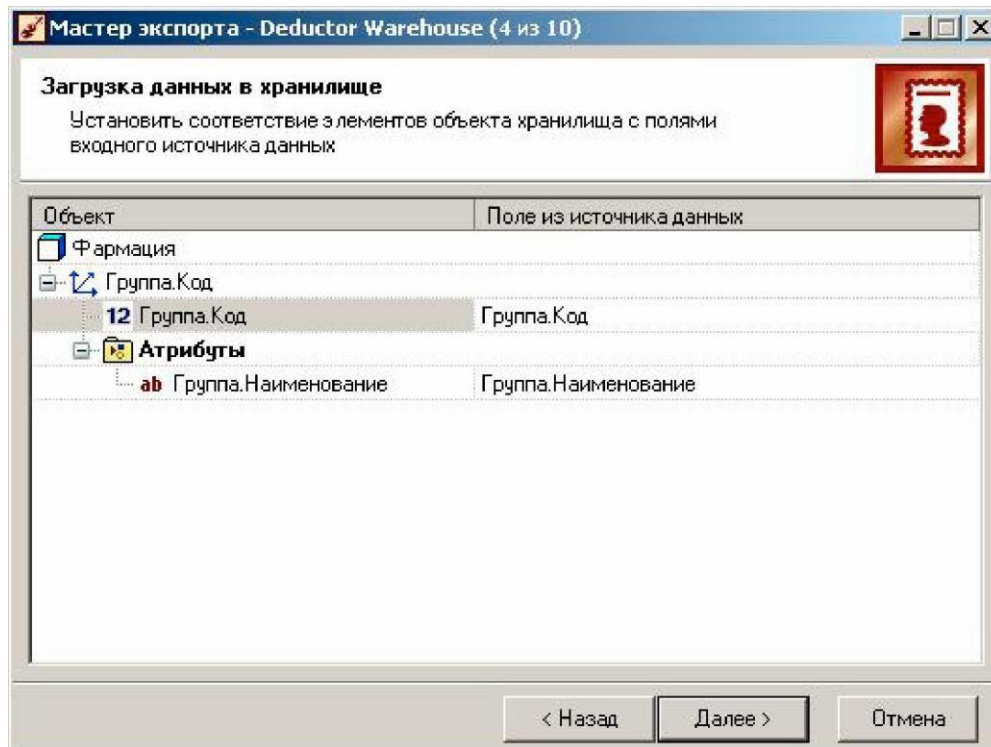 Мастер экспорта - Deductor Warehouse (4 из 10)
Загрузка данных в хранилище
Установить соответствие элементов объекта хранилища с полями
входного источника данных
Объект Поле из источника данных
Фармация
Группа.Код
12 Группа.Код Группа.Код
Атрибуты
ab Группа.Наименование Группа.Наименование
< Назад Далее > Отмена